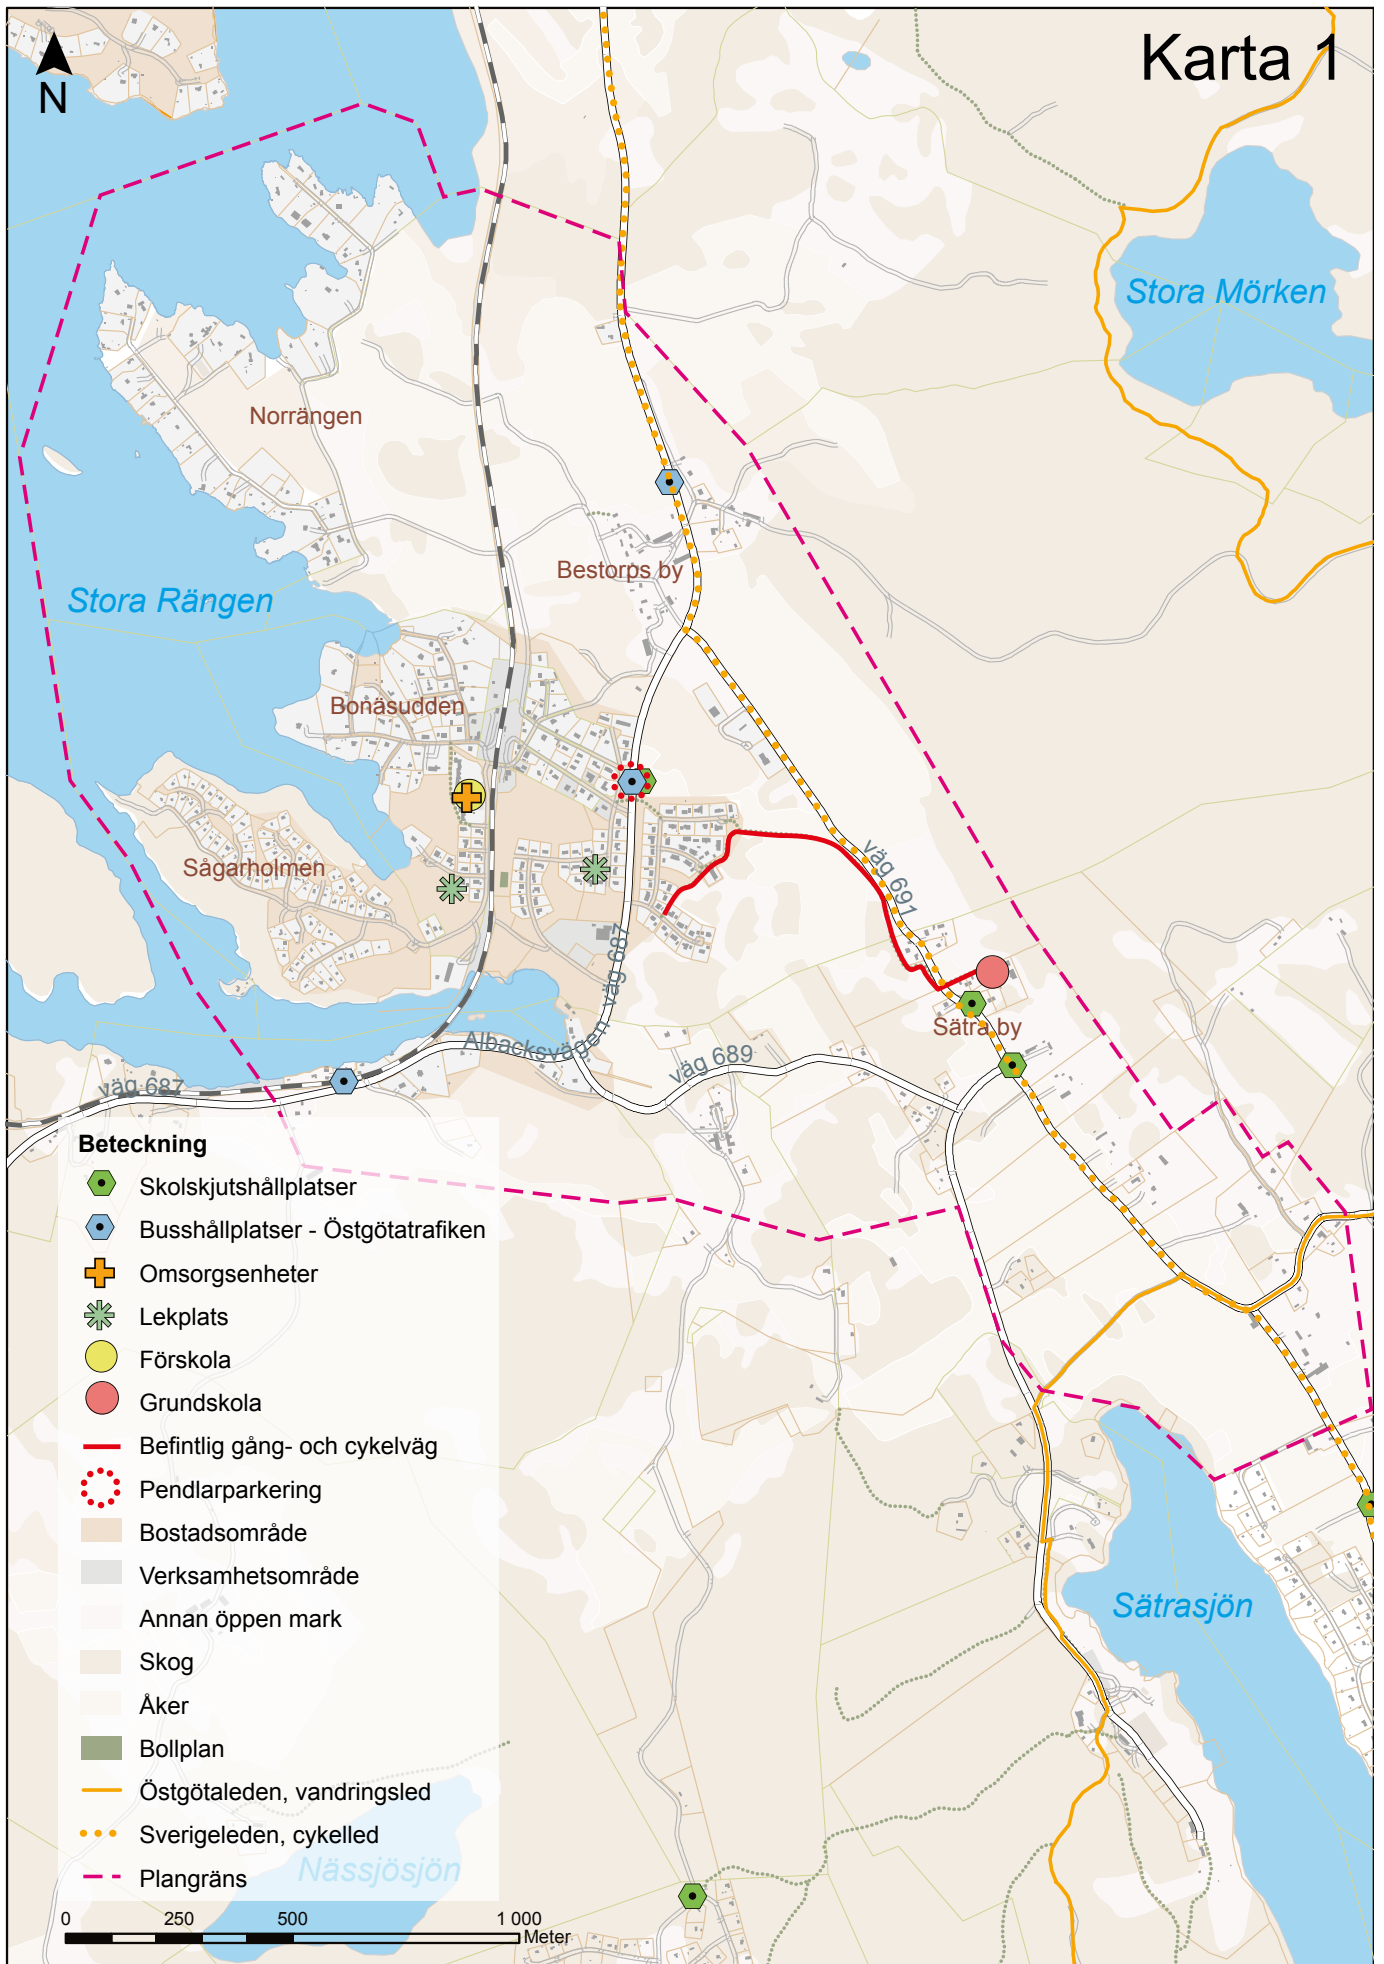 Karta 1
N
Stora Mörken
Norrängen
Bestorps by
Stora Rängen
Bonäsudden
Sågarholmen
väg 691
väg 687
Sätra by
Albacksvägen
väg 689
väg 687
Beteckning
Skolskjutshållplatser
Busshållplatser - Östgötatrafiken
Omsorgsenheter
Lekplats
Förskola
Grundskola
Befintlig gång- och cykelväg
Pendlarparkering
Bostadsområde
Verksamhetsområde
Annan öppen mark
Skog
Åker
Bollplan
Östgötaleden, vandringsled
Sverigeleden, cykelled
Plangräns
Sätrasjön
Nässjösjön
0 250 500 1 000
Meter